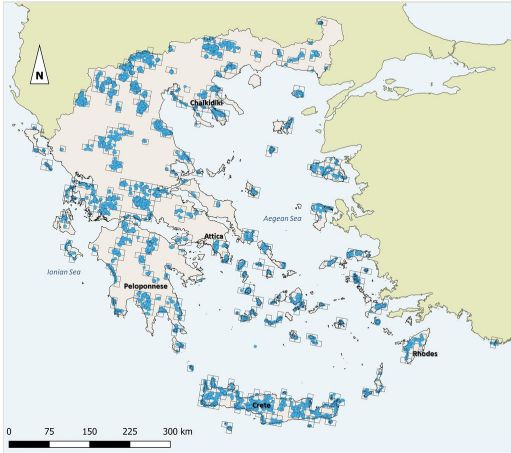 N
Chalkidiki
Aegean Sea
Attica
Ionian Sea
Peloponnese
Rhodes
Crete
0 75 150 225 300 km